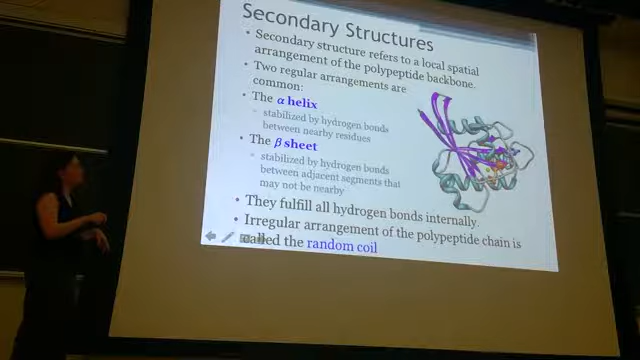 Secondary Structures
• Secondary structure refers to a local spatial
arrangement of the polypeptide backbone.
• Two regular arrangements are
common:
• The α helix
– stabilized by hydrogen bonds
between nearby residues
• The β sheet
– stabilized by hydrogen bonds
between adjacent segments that
may not be nearby
• They fulfill all hydrogen bonds internally.
• Irregular arrangement of the polypeptide chain is
called the random coil